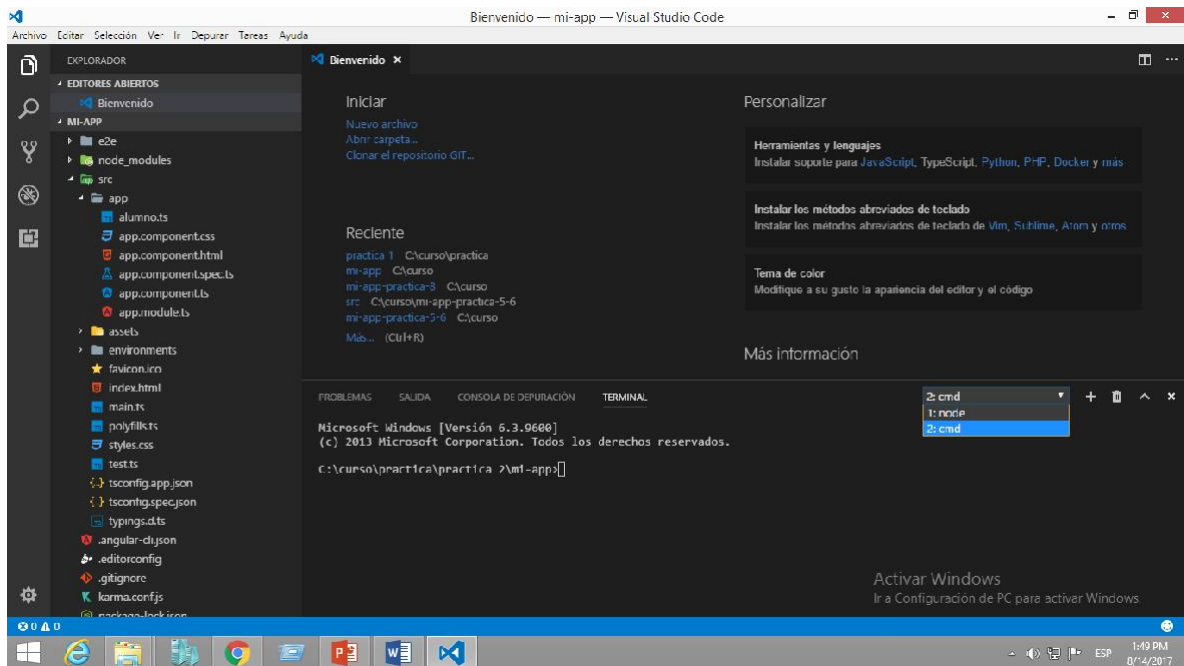 Bienvenido — mi-app — Visual Studio Code
Archivo Editar Selección Ver Ir Depurar Tareas Ayuda
EXPLORADOR
EDITORES ABIERTOS
Bienvenido
MI-APP
e2e
node_modules
src
app
alumno.ts
app.component.css
app.component.html
app.component.spec.ts
app.component.ts
app.module.ts
assets
environments
favicon.ico
index.html
main.ts
polyfills.ts
styles.css
test.ts
tsconfig.app.json
tsconfig.spec.json
typings.d.ts
.angular-cli.json
.editorconfig
.gitignore
karma.conf.js
package-lock.json
Bienvenido
Iniciar
Nuevo archivo
Abrir carpeta...
Clonar el repositorio GIT...
Reciente
practica 1 C:\curso\practica
mi-app C:\curso
mi-app-practica-8 C:\curso
src C:\curso\mi-app-practica-5-6
mi-app-practica-5-6 C:\curso
Más... (Ctrl+R)
Personalizar
Herramientas y lenguajes
Instalar soporte para JavaScript, TypeScript, Python, PHP, Docker y más
Instalar los métodos abreviados de teclado
Instalar los métodos abreviados de teclado de Vim, Sublime, Atom y otros
Tema de color
Modifique a su gusto la apariencia del editor y el código
Más información
PROBLEMAS SALIDA CONSOLA DE DEPURACIÓN TERMINAL
2: cmd
1: node
2: cmd
Microsoft Windows [Versión 6.3.9600]
(c) 2013 Microsoft Corporation. Todos los derechos reservados.
C:\curso\practica\practica 2\mi-app>
Activar Windows
Ir a Configuración de PC para activar Windows.
0 0
ESP
1:49 PM
8/14/2017